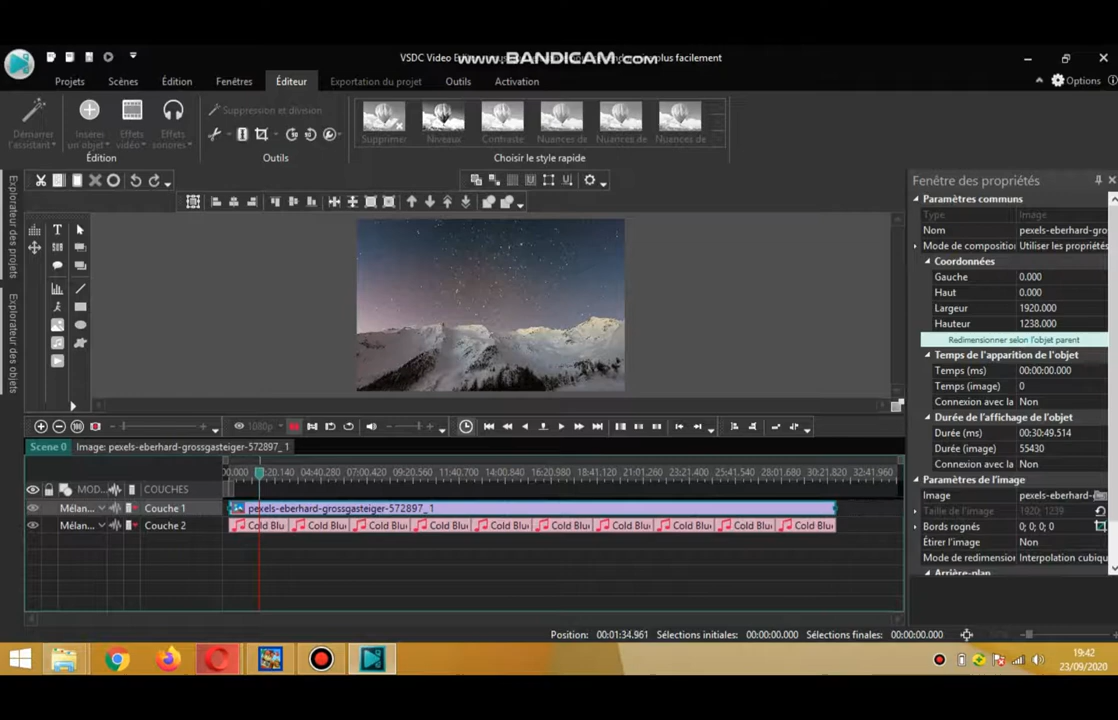 VSDC Video Edi
www.BANDICAM.com
plus facilement
Projets Scènes Édition Fenêtres Éditeur Exportation du projet Outils Activation
Options
Démarrer l'assistant
Insérer un objet
Effets vidéo
Effets sonores
Suppression et division
Supprimer Niveaux Contraste Nuances de Nuances de Nuances de
Édition Outils Choisir le style rapide
Explorateur des projets
Explorateur des objets
T
Fenêtre des propriétés
Paramètres communs
Type Image
Nom pexels-eberhard-gro
Mode de compositio Utiliser les propriétés
Coordonnées
Gauche 0.000
Haut 0.000
Largeur 1920.000
Hauteur 1238.000
Redimensionner selon l'objet parent
Temps de l'apparition de l'objet
Temps (ms) 00:00:00.000
Temps (image) 0
Connexion avec la Non
Durée de l'affichage de l'objet
Durée (ms) 00:30:49.514
Durée (image) 55430
Connexion avec la Non
Paramètres de l'image
Image pexels-eberhard-
Taille de l'image 1920; 1239
Bords rognés 0; 0; 0; 0
Étirer l'image Non
Mode de redimensi Interpolation cubiqu
Arrière-plan
1080p
Scene 0 Image: pexels-eberhard-grossgasteiger-572897_1
00.000 20.140 04:40.280 07:00.420 09:20.560 11:40.700 14:00.840 16:20.980 18:41.120 21:01.260 23:21.400 25:41.540 28:01.680 30:21.820 32:41.960
MOD... COUCHES
Mélan... Couche 1 pexels-eberhard-grossgasteiger-572897_1
Mélan... Couche 2 Cold Blu Cold Blu Cold Blu Cold Blu Cold Blu Cold Blu Cold Blu Cold Blu Cold Blu Cold Blu
Position: 00:01:34.961 Sélections initiales: 00:00:00.000 Sélections finales: 00:00:00.000
19:42
23/09/2020